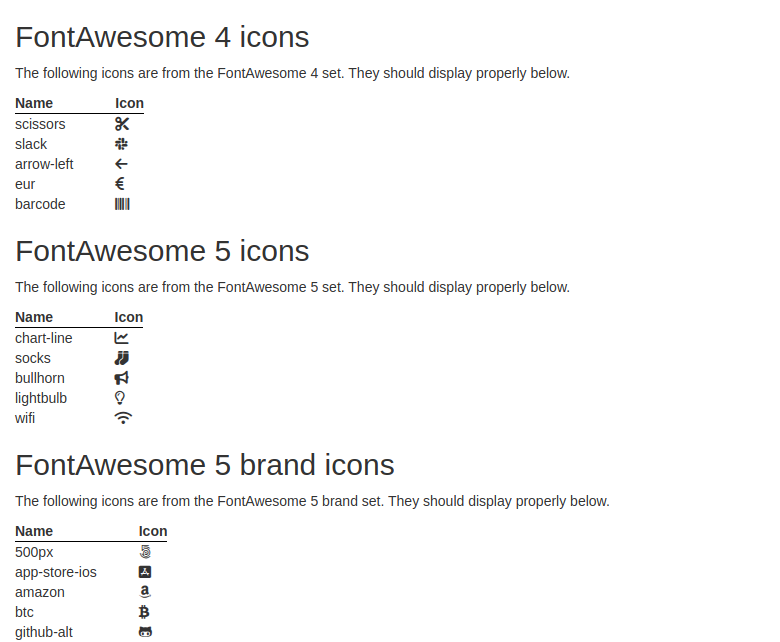 FontAwesome 4 icons
The following icons are from the FontAwesome 4 set. They should display properly below.
Name Icon
scissors
slack
arrow-left
eur
barcode
FontAwesome 5 icons
The following icons are from the FontAwesome 5 set. They should display properly below.
Name Icon
chart-line
socks
bullhorn
lightbulb
wifi
FontAwesome 5 brand icons
The following icons are from the FontAwesome 5 brand set. They should display properly below.
Name Icon
500px
app-store-ios
amazon
btc
github-alt